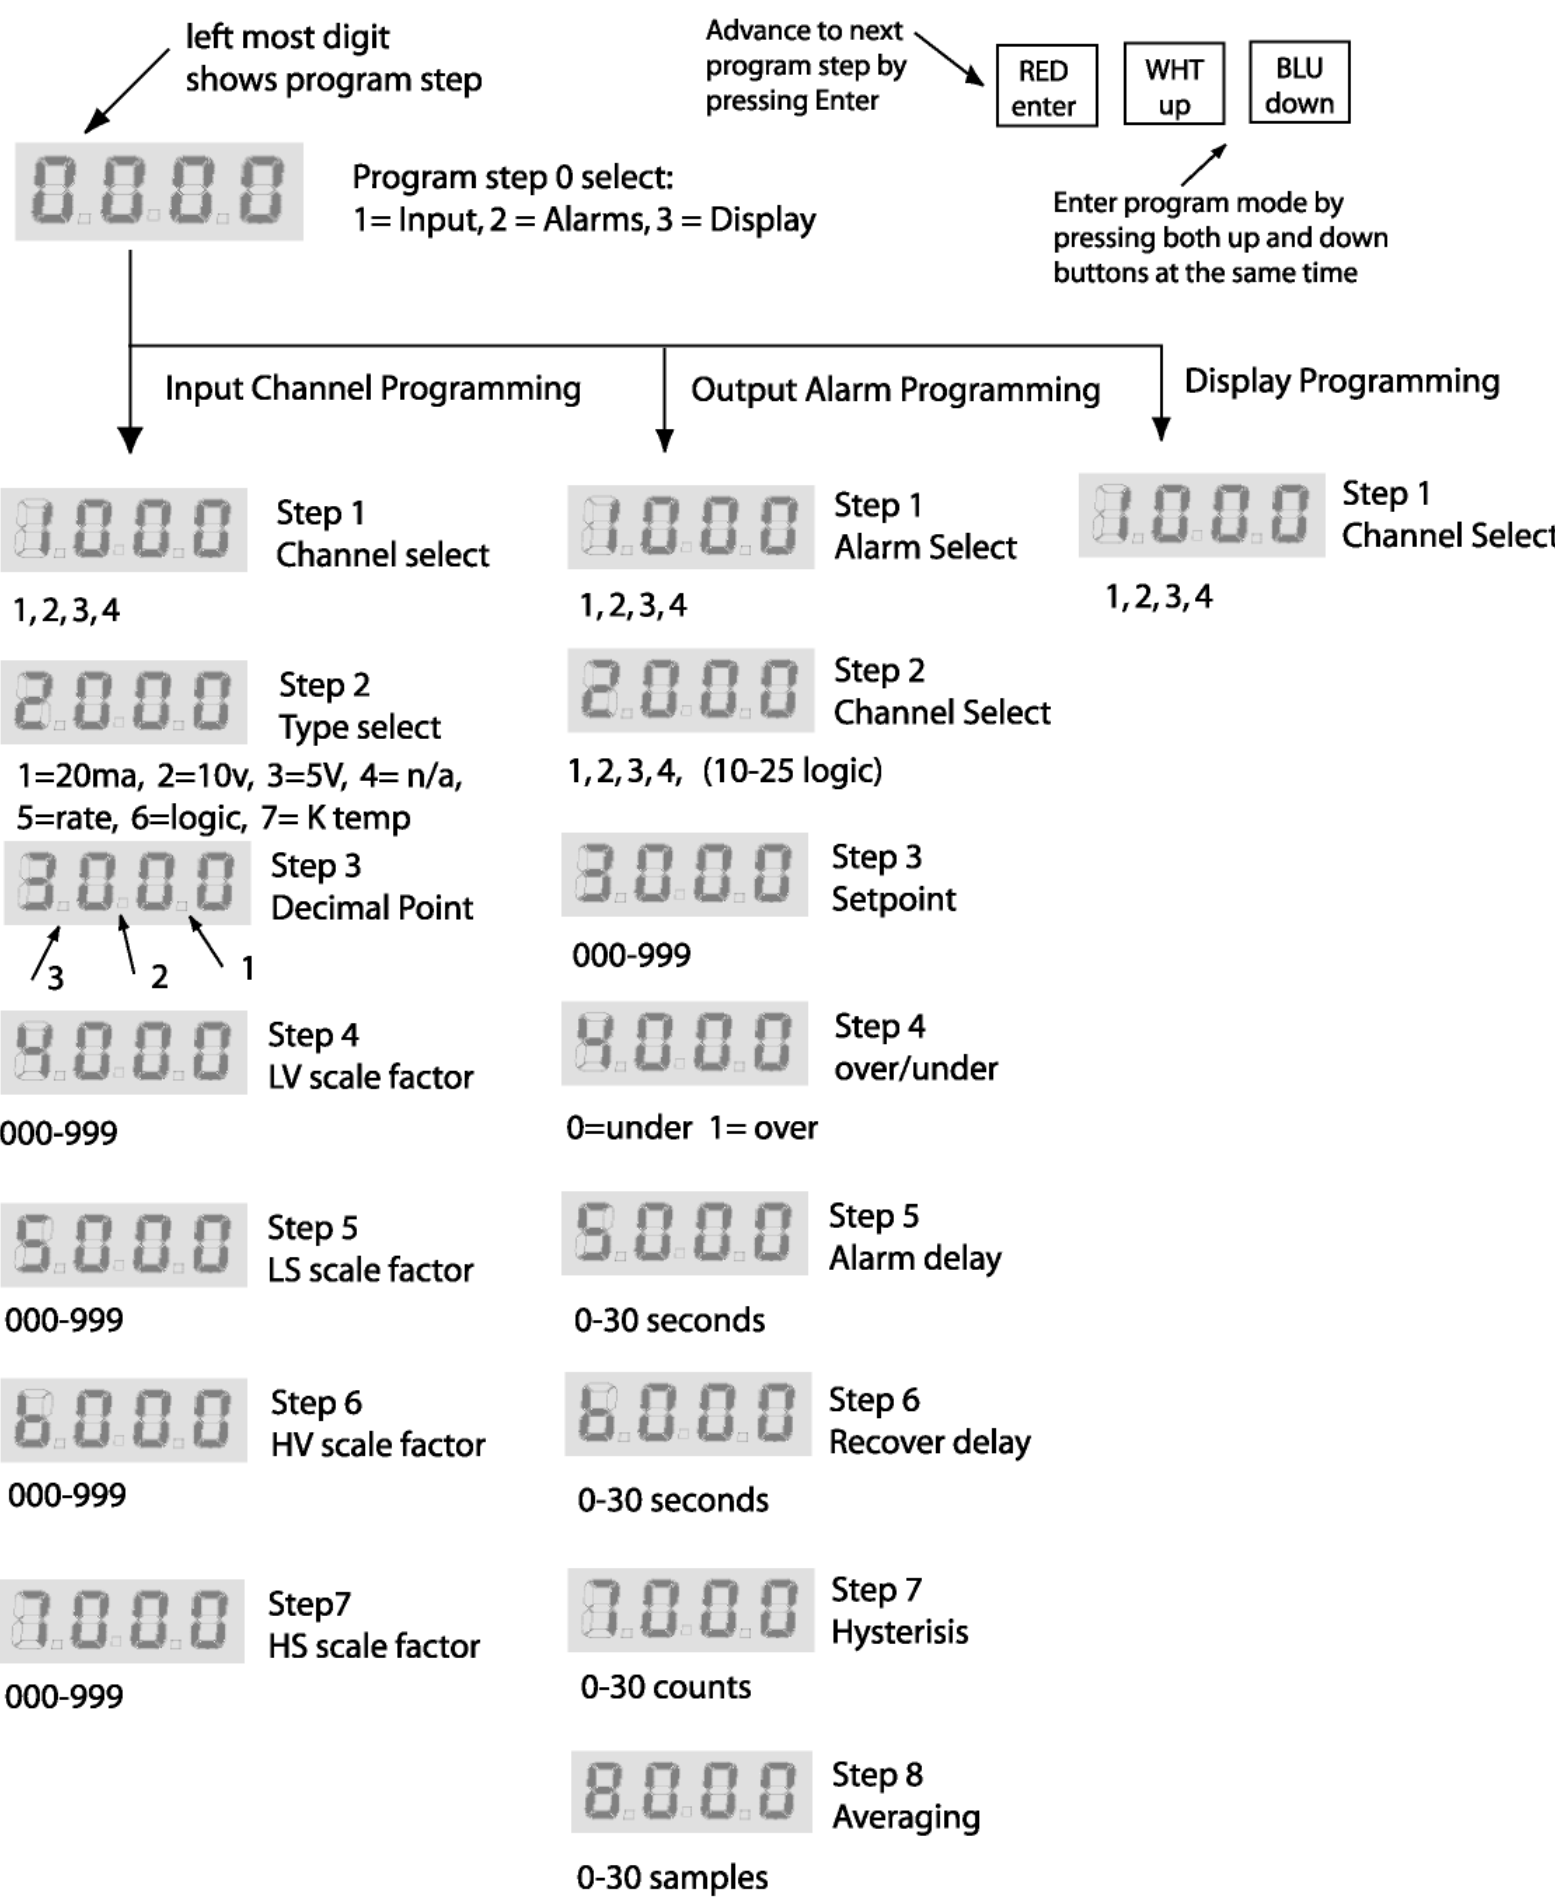 left most digit
shows program step
Advance to next
program step by
pressing Enter
RED
enter
WHT
up
BLU
down
0.0.0.0
Program step 0 select:
1= Input, 2 = Alarms, 3 = Display
Enter program mode by
pressing both up and down
buttons at the same time
Input Channel Programming
Output Alarm Programming
Display Programming
1.0.0.0
Step 1
Channel select
1, 2, 3, 4
2.0.0.0
Step 2
Type select
1=20ma, 2=10v, 3=5V, 4= n/a,
5=rate, 6=logic, 7= K temp
3.0.0.0
Step 3
Decimal Point
3 2 1
4.0.0.0
Step 4
LV scale factor
000-999
5.0.0.0
Step 5
LS scale factor
000-999
6.0.0.0
Step 6
HV scale factor
000-999
7.0.0.0
Step7
HS scale factor
000-999
1.0.0.0
Step 1
Alarm Select
1, 2, 3, 4
2.0.0.0
Step 2
Channel Select
1, 2, 3, 4, (10-25 logic)
3.0.0.0
Step 3
Setpoint
000-999
4.0.0.0
Step 4
over/under
0=under 1= over
5.0.0.0
Step 5
Alarm delay
0-30 seconds
6.0.0.0
Step 6
Recover delay
0-30 seconds
7.0.0.0
Step 7
Hysterisis
0-30 counts
8.0.0.0
Step 8
Averaging
0-30 samples
1.0.0.0
Step 1
Channel Select
1, 2, 3, 4